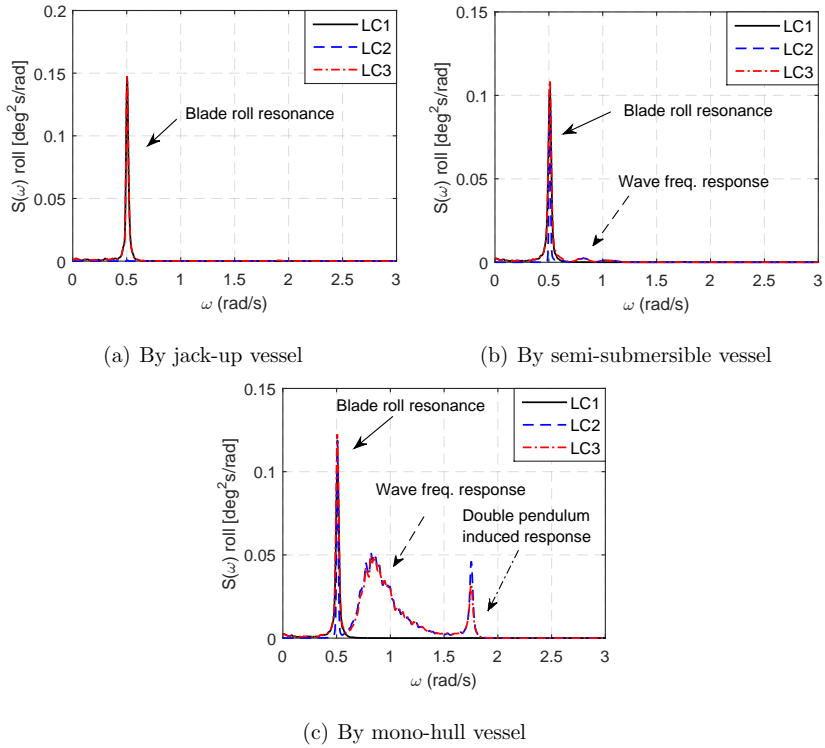 0.2
0.15
0.1
0.05
0
S(ω) roll [deg²s/rad]
LC1
LC2
LC3
Blade roll resonance
0 0.5 1 1.5 2 2.5 3
ω (rad/s)
(a) By jack-up vessel
0.15
0.1
0.05
0
S(ω) roll [deg²s/rad]
LC1
LC2
LC3
Blade roll resonance
Wave freq. response
0 0.5 1 1.5 2 2.5 3
ω (rad/s)
(b) By semi-submersible vessel
0.15
0.1
0.05
0
S(ω) roll [deg²s/rad]
LC1
LC2
LC3
Blade roll resonance
Wave freq. response
Double pendulum
induced response
0 0.5 1 1.5 2 2.5 3
ω (rad/s)
(c) By mono-hull vessel